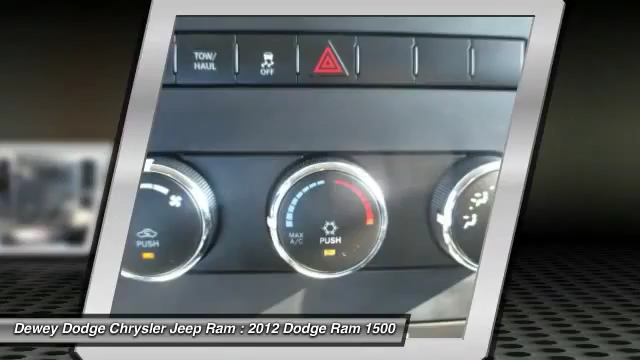 TOW/
HAUL
OFF
PUSH
MAX
A/C
PUSH
Dewey Dodge Chrysler Jeep Ram : 2012 Dodge Ram 1500